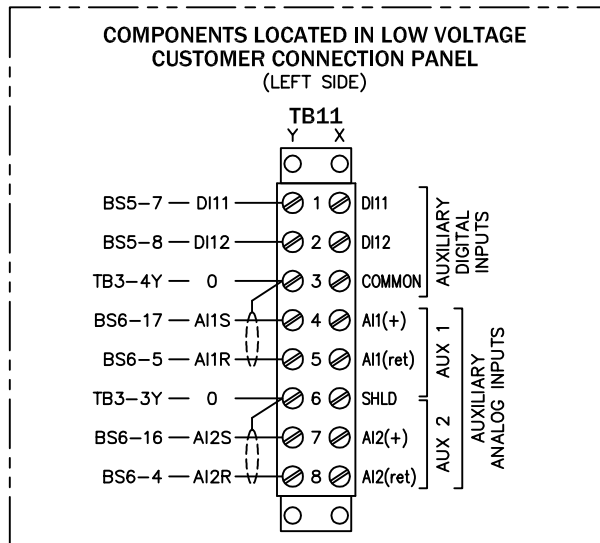 COMPONENTS LOCATED IN LOW VOLTAGE
CUSTOMER CONNECTION PANEL
(LEFT SIDE)
TB11
Y X
BS5-7 DI11 1 DI11
BS5-8 DI12 2 DI12
TB3-4Y 0 3 COMMON
BS6-17 AI1S 4 AI1(+)
BS6-5 AI1R 5 AI1(ret)
TB3-3Y 0 6 SHLD
BS6-16 AI2S 7 AI2(+)
BS6-4 AI2R 8 AI2(ret)
AUXILIARY
DIGITAL
INPUTS
AUX 1
AUX 2
AUXILIARY
ANALOG INPUTS